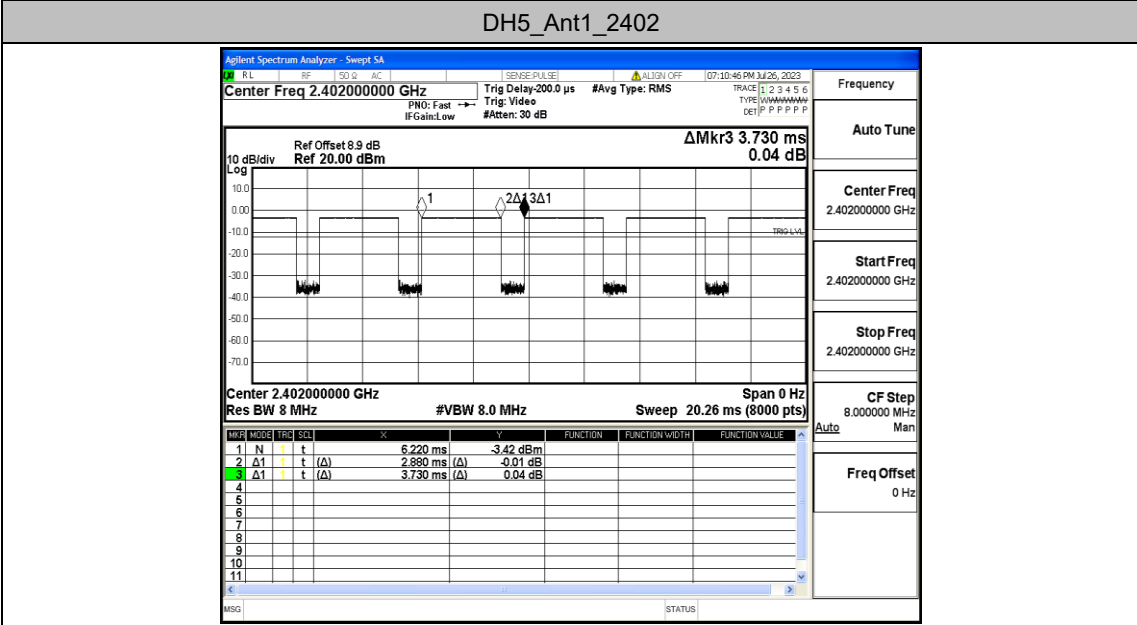 DH5_Ant1_2402
Agilent Spectrum Analyzer - Swept SA
RL RF 50 Ω AC SENSE:PULSE ALIGN OFF 07:10:46 PM Jul 26, 2023
Center Freq 2.402000000 GHz
Trig Delay-200.0 µs #Avg Type: RMS
PNO: Fast Trig: Video
IFGain:Low #Atten: 30 dB
TRACE 1 2 3 4 5 6
TYPE
DET P P P P P P
Ref Offset 8.9 dB
10 dB/div Ref 20.00 dBm
Log
ΔMkr3 3.730 ms
0.04 dB
10.0
0.00
-10.0
-20.0
-30.0
-40.0
-50.0
-60.0
-70.0
1
2Δ1 3Δ1
TRIG LVL
Center 2.402000000 GHz Span 0 Hz
Res BW 8 MHz #VBW 8.0 MHz Sweep 20.26 ms (8000 pts)
MKR MODE TRC SCL X Y FUNCTION FUNCTION WIDTH FUNCTION VALUE
1 N 1 t 6.220 ms -3.42 dBm
2 Δ1 1 t (Δ) 2.880 ms (Δ) -0.01 dB
3 Δ1 1 t (Δ) 3.730 ms (Δ) 0.04 dB
4
5
6
7
8
9
10
11
MSG STATUS
Frequency
Auto Tune
Center Freq
2.402000000 GHz
Start Freq
2.402000000 GHz
Stop Freq
2.402000000 GHz
CF Step
8.000000 MHz
Auto Man
Freq Offset
0 Hz